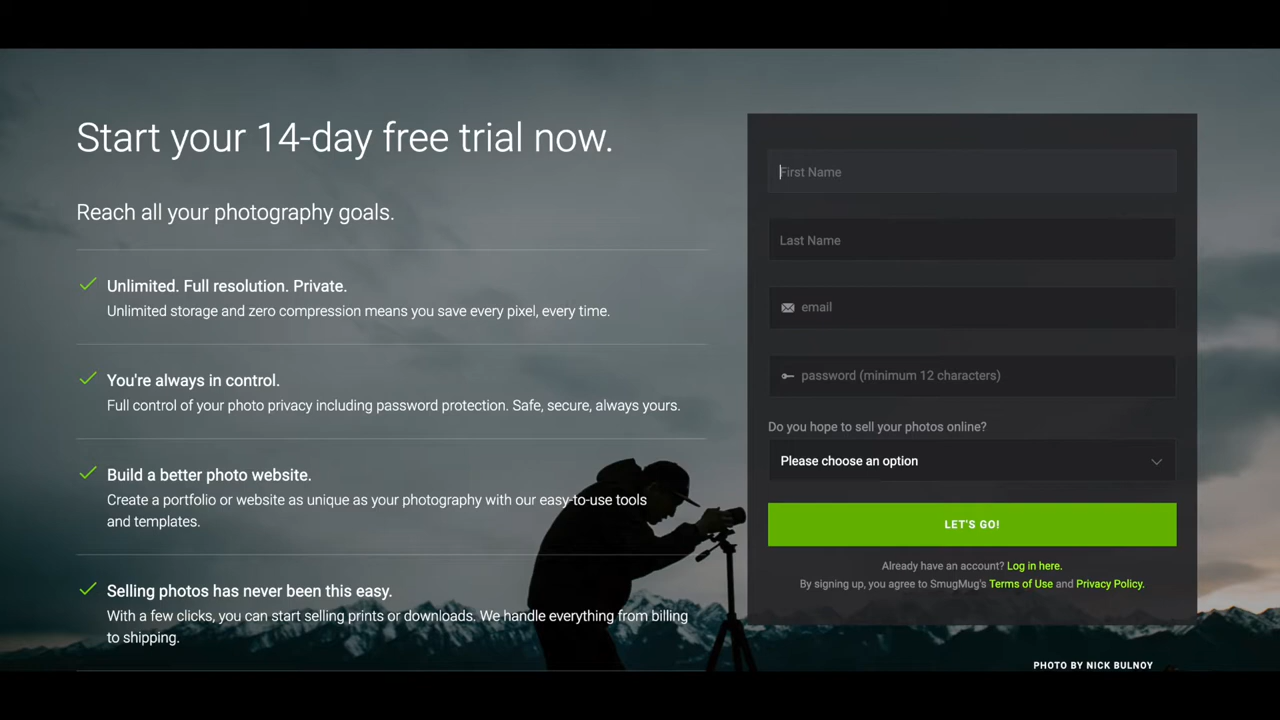 Start your 14-day free trial now.
Reach all your photography goals.
Unlimited. Full resolution. Private.
Unlimited storage and zero compression means you save every pixel, every time.
You're always in control.
Full control of your photo privacy including password protection. Safe, secure, always yours.
Build a better photo website.
Create a portfolio or website as unique as your photography with our easy-to-use tools
and templates.
Selling photos has never been this easy.
With a few clicks, you can start selling prints or downloads. We handle everything from billing
to shipping.
First Name
Last Name
email
password (minimum 12 characters)
Do you hope to sell your photos online?
Please choose an option
LET'S GO!
Already have an account? Log in here.
By signing up, you agree to SmugMug's Terms of Use and Privacy Policy.
PHOTO BY NICK BULNOY